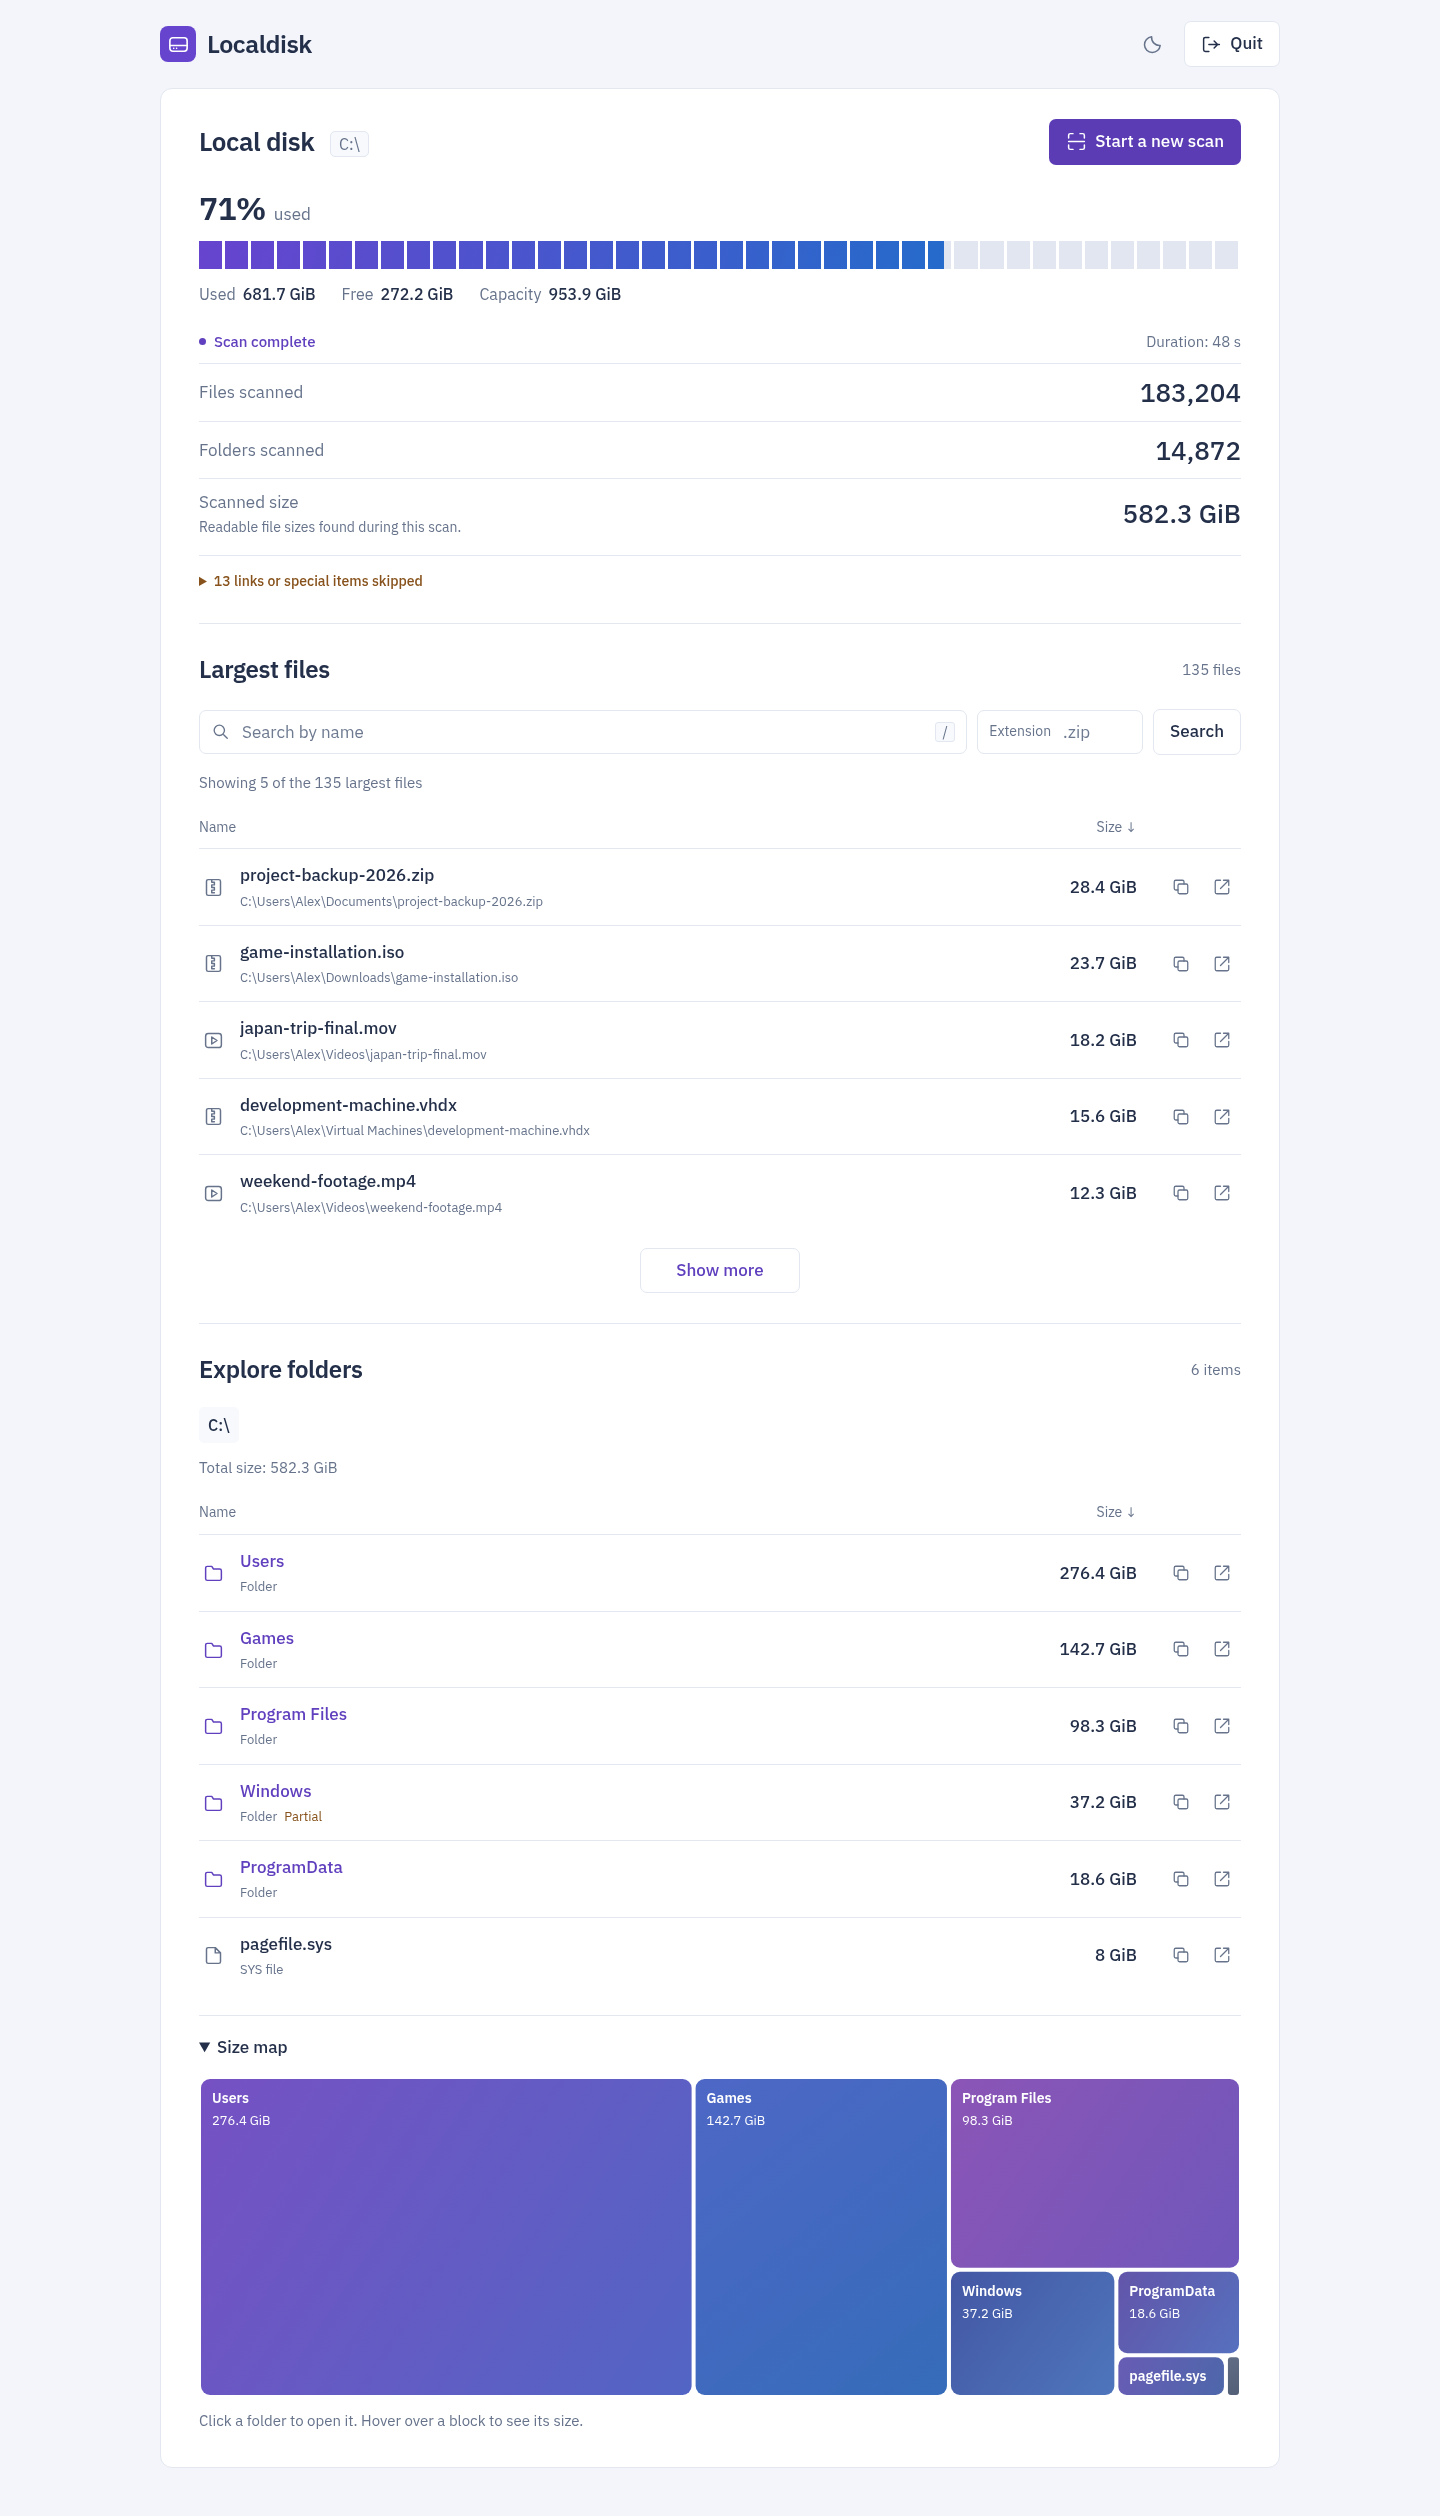 Localdisk
Quit
Local disk C:\
Start a new scan
71% used
Used 681.7 GiB Free 272.2 GiB Capacity 953.9 GiB
Scan complete Duration: 48 s
Files scanned 183,204
Folders scanned 14,872
Scanned size
Readable file sizes found during this scan.
582.3 GiB
13 links or special items skipped
Largest files 135 files
Search by name / Extension .zip Search
Showing 5 of the 135 largest files
Name Size ↓
project-backup-2026.zip
C:\Users\Alex\Documents\project-backup-2026.zip
28.4 GiB
game-installation.iso
C:\Users\Alex\Downloads\game-installation.iso
23.7 GiB
japan-trip-final.mov
C:\Users\Alex\Videos\japan-trip-final.mov
18.2 GiB
development-machine.vhdx
C:\Users\Alex\Virtual Machines\development-machine.vhdx
15.6 GiB
weekend-footage.mp4
C:\Users\Alex\Videos\weekend-footage.mp4
12.3 GiB
Show more
Explore folders 6 items
C:\
Total size: 582.3 GiB
Name Size ↓
Users
Folder
276.4 GiB
Games
Folder
142.7 GiB
Program Files
Folder
98.3 GiB
Windows
Folder Partial
37.2 GiB
ProgramData
Folder
18.6 GiB
pagefile.sys
SYS file
8 GiB
Size map
Users
276.4 GiB
Games
142.7 GiB
Program Files
98.3 GiB
Windows
37.2 GiB
ProgramData
18.6 GiB
pagefile.sys
Click a folder to open it. Hover over a block to see its size.